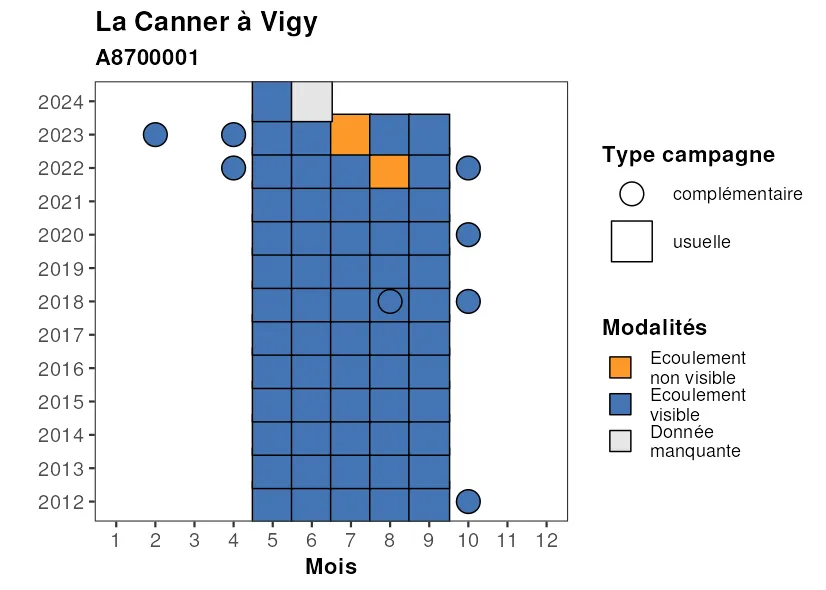 La Canner à Vigy
A8700001
2024
2023
2022
2021
2020
2019
2018
2017
2016
2015
2014
2013
2012
1 2 3 4 5 6 7 8 9 10 11 12
Mois
Type campagne
complémentaire
usuelle
Modalités
Ecoulement
non visible
Ecoulement
visible
Donnée
manquante